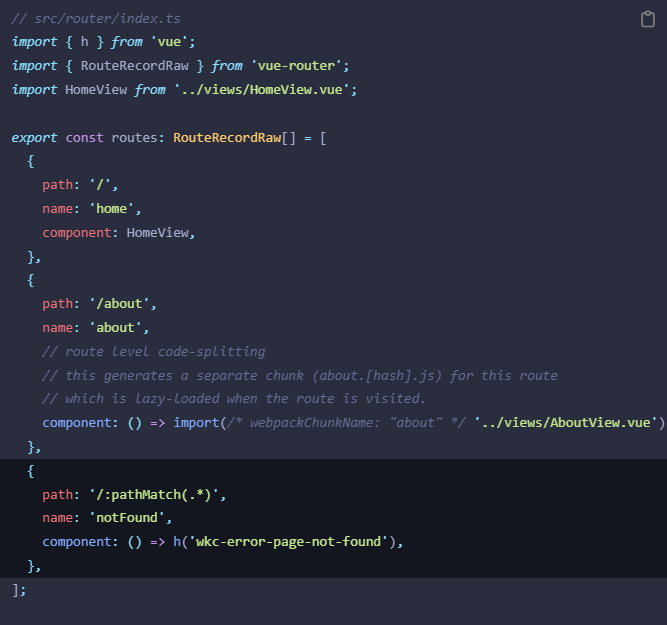 // src/router/index.ts
import { h } from 'vue';
import { RouteRecordRaw } from 'vue-router';
import HomeView from '../views/HomeView.vue';

export const routes: RouteRecordRaw[] = [
  {
    path: '/',
    name: 'home',
    component: HomeView,
  },
  {
    path: '/about',
    name: 'about',
    // route level code-splitting
    // this generates a separate chunk (about.[hash].js) for this route
    // which is lazy-loaded when the route is visited.
    component: () => import(/* webpackChunkName: "about" */ '../views/AboutView.vue')
  },
  {
    path: '/:pathMatch(.*)',
    name: 'notFound',
    component: () => h('wkc-error-page-not-found'),
  },
];